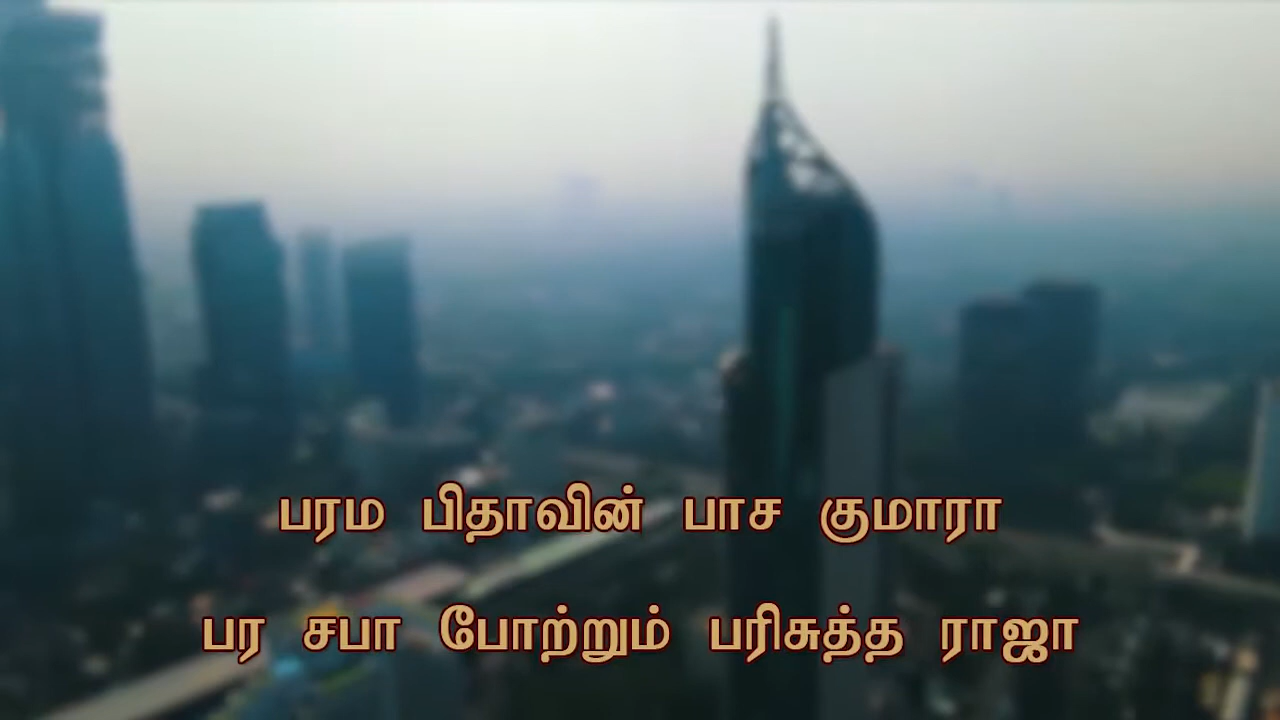 பரம பிதாவின் பாச குமாரா
பர சபா போற்றும் பரிசுத்த ராஜா